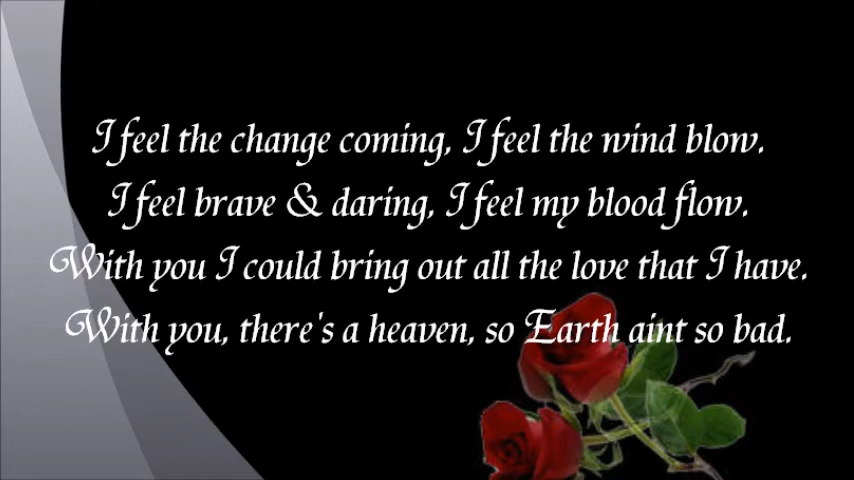 I feel the change coming, I feel the wind blow.
I feel brave & daring, I feel my blood flow.
With you I could bring out all the love that I have.
With you, there's a heaven, so Earth aint so bad.